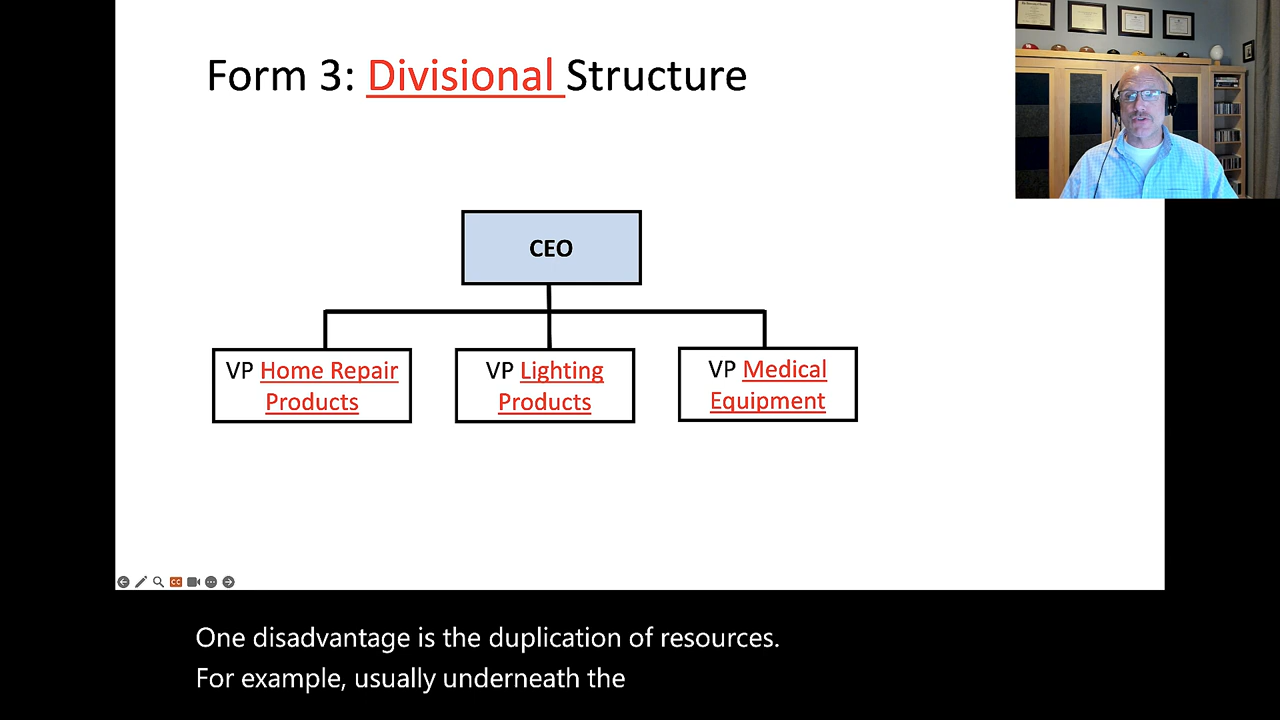 Form 3: Divisional Structure
CEO
VP Home Repair
Products
VP Lighting
Products
VP Medical
Equipment
CC
One disadvantage is the duplication of resources.
For example, usually underneath the